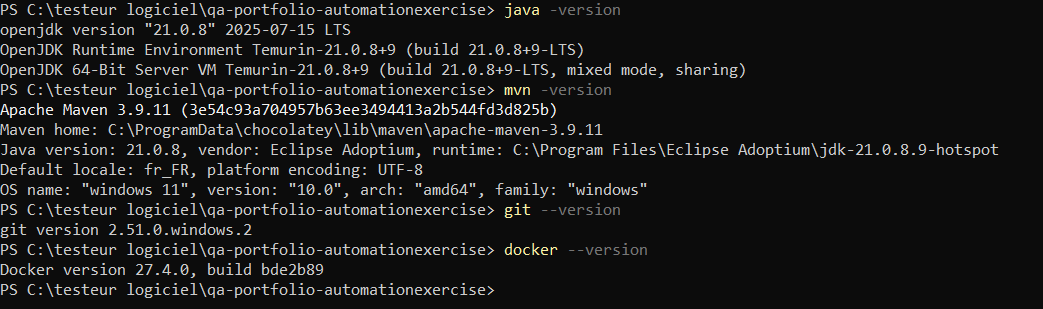 PS C:\testeur logiciel\qa-portfolio-automationexercise> java -version
openjdk version "21.0.8" 2025-07-15 LTS
OpenJDK Runtime Environment Temurin-21.0.8+9 (build 21.0.8+9-LTS)
OpenJDK 64-Bit Server VM Temurin-21.0.8+9 (build 21.0.8+9-LTS, mixed mode, sharing)
PS C:\testeur logiciel\qa-portfolio-automationexercise> mvn -version
Apache Maven 3.9.11 (3e54c93a704957b63ee3494413a2b544fd3d825b)
Maven home: C:\ProgramData\chocolatey\lib\maven\apache-maven-3.9.11
Java version: 21.0.8, vendor: Eclipse Adoptium, runtime: C:\Program Files\Eclipse Adoptium\jdk-21.0.8.9-hotspot
Default locale: fr_FR, platform encoding: UTF-8
OS name: "windows 11", version: "10.0", arch: "amd64", family: "windows"
PS C:\testeur logiciel\qa-portfolio-automationexercise> git --version
git version 2.51.0.windows.2
PS C:\testeur logiciel\qa-portfolio-automationexercise> docker --version
Docker version 27.4.0, build bde2b89
PS C:\testeur logiciel\qa-portfolio-automationexercise>